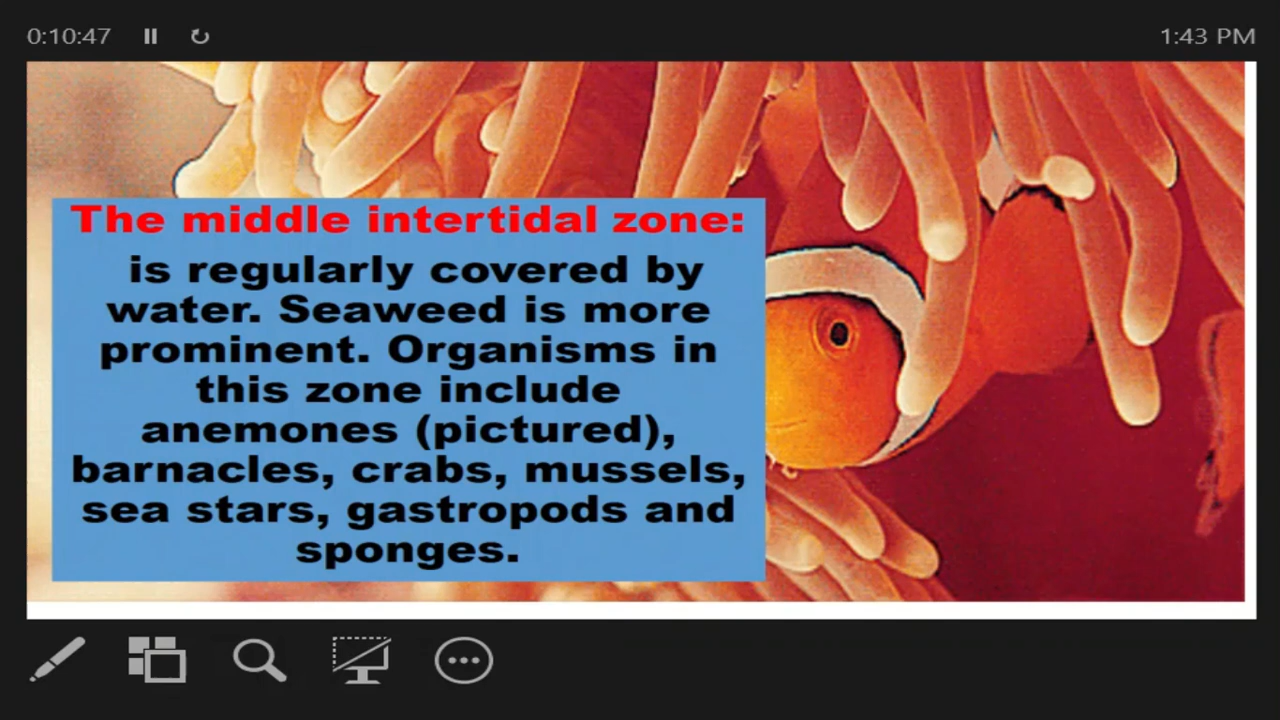 0:10:47
1:43 PM
The middle intertidal zone:
is regularly covered by
water. Seaweed is more
prominent. Organisms in
this zone include
anemones (pictured),
barnacles, crabs, mussels,
sea stars, gastropods and
sponges.